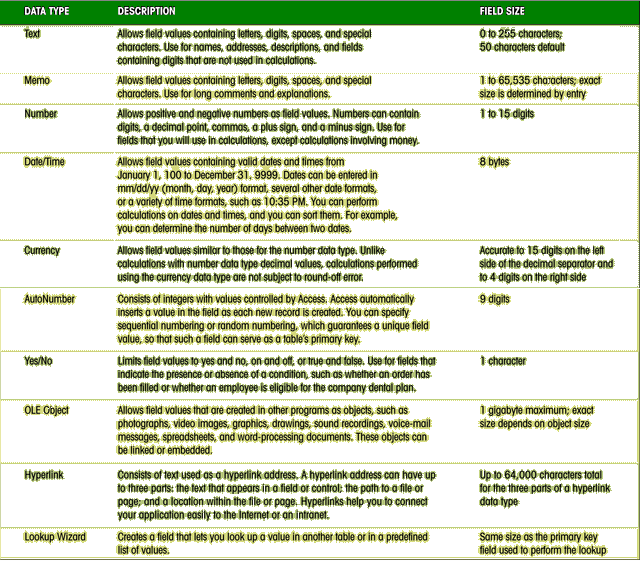 DATA TYPE DESCRIPTION FIELD SIZE
Text Allows field values containing letters, digits, spaces, and special 0 to 255 characters;
characters. Use for names, addresses, descriptions, and fields 50 characters default
containing digits that are not used in calculations.
Memo Allows field values containing letters, digits, spaces, and special 1 to 65,535 characters; exact
characters. Use for long comments and explanations. size is determined by entry
Number Allows positive and negative numbers as field values. Numbers can contain 1 to 15 digits
digits, a decimal point, commas, a plus sign, and a minus sign. Use for
fields that you will use in calculations, except calculations involving money.
Date/Time Allows field values containing valid dates and times from 8 bytes
January 1, 100 to December 31, 9999. Dates can be entered in
mm/dd/yy (month, day, year) format, several other date formats,
or a variety of time formats, such as 10:35 PM. You can perform
calculations on dates and times, and you can sort them. For example,
you can determine the number of days between two dates.
Currency Allows field values similar to those for the number data type. Unlike Accurate to 15 digits on the left
calculations with number data type decimal values, calculations performed side of the decimal separator and
using the currency data type are not subject to round-off error. to 4 digits on the right side
AutoNumber Consists of integers with values controlled by Access. Access automatically 9 digits
inserts a value in the field as each new record is created. You can specify
sequential numbering or random numbering, which guarantees a unique field
value, so that such a field can serve as a table's primary key.
Yes/No Limits field values to yes and no, on and off, or true and false. Use for fields that 1 character
indicate the presence or absence of a condition, such as whether an order has
been filled or whether an employee is eligible for the company dental plan.
OLE Object Allows field values that are created in other programs as objects, such as 1 gigabyte maximum; exact
photographs, video images, graphics, drawings, sound recordings, voice-mail size depends on object size
messages, spreadsheets, and word-processing documents. These objects can
be linked or embedded.
Hyperlink Consists of text used as a hyperlink address. A hyperlink address can have up Up to 64,000 characters total
to three parts: the text that appears in a field or control; the path to a file or for the three parts of a hyperlink
page; and a location within the file or page. Hyperlinks help you to connect data type
your application easily to the Internet or an intranet.
Lookup Wizard Creates a field that lets you look up a value in another table or in a predefined Same size as the primary key
list of values. field used to perform the lookup